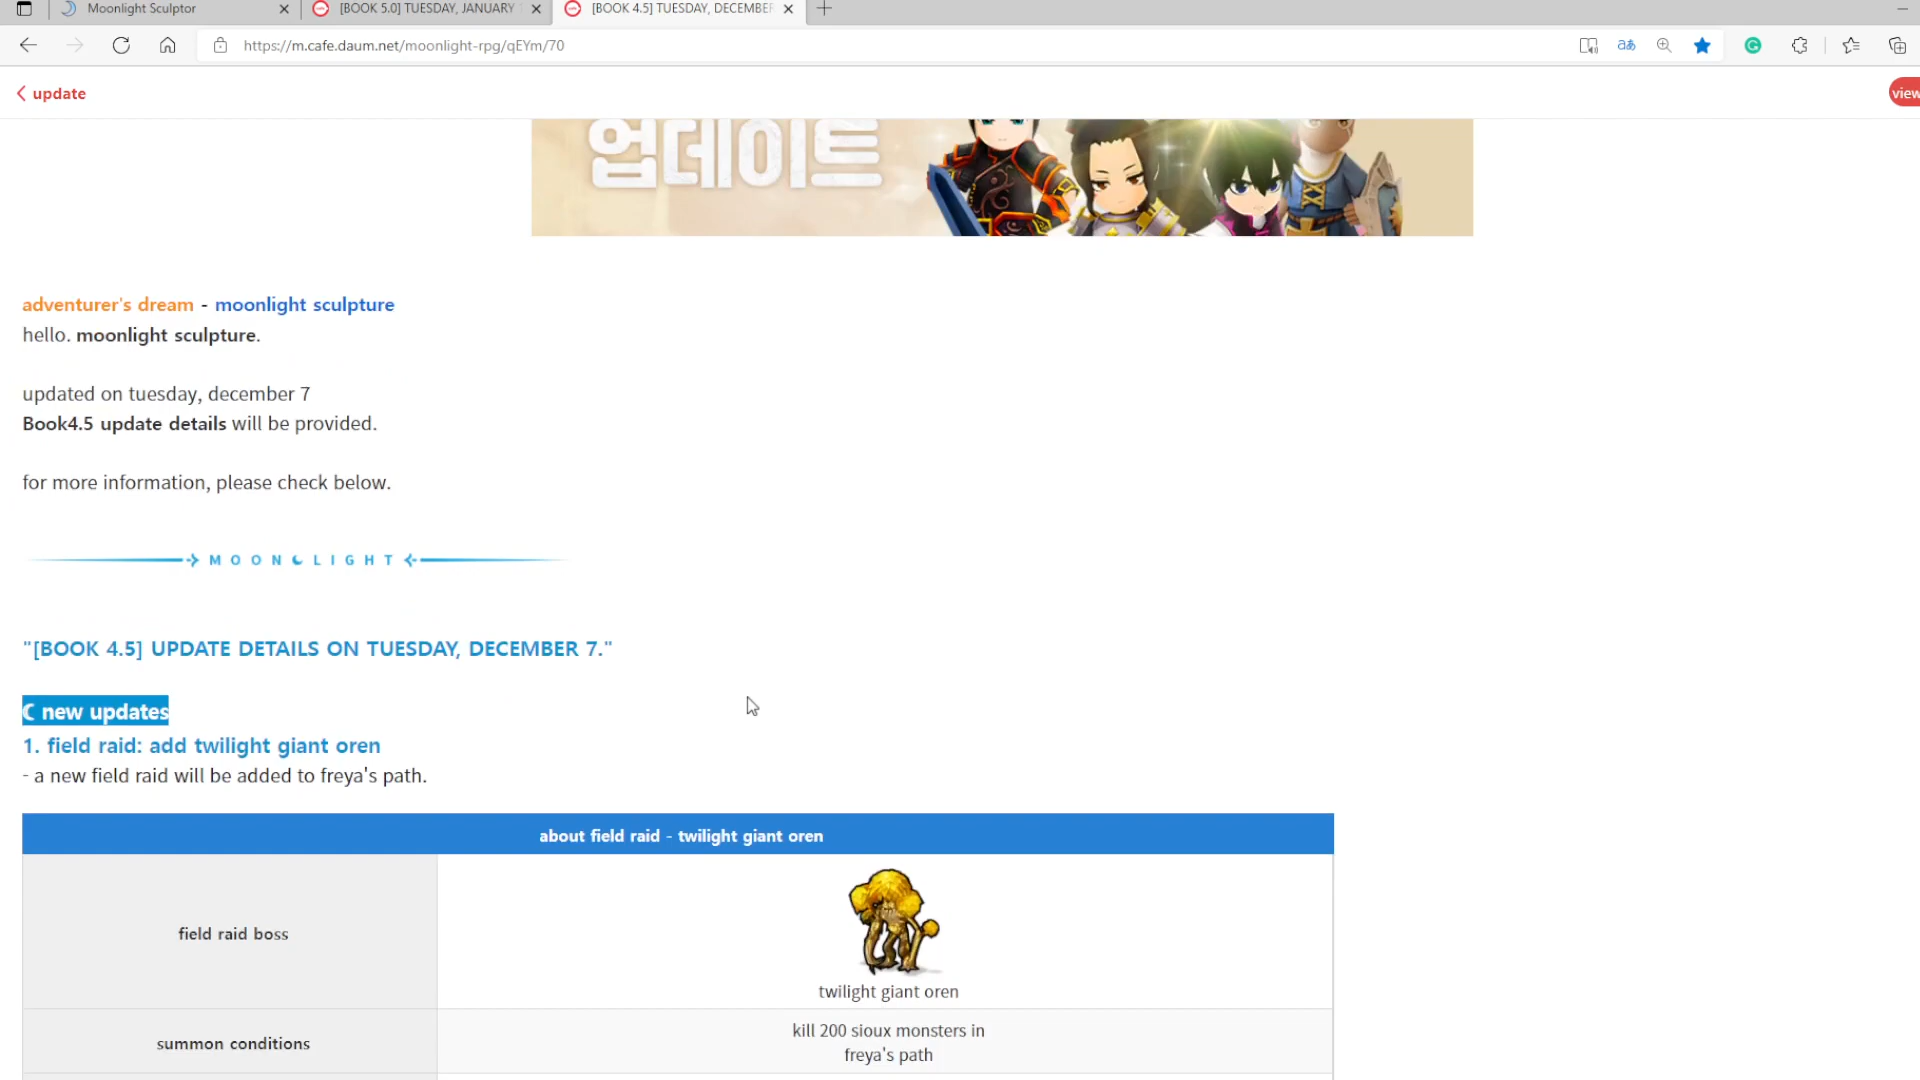 Moonlight Sculptor
[BOOK 5.0] TUESDAY, JANUARY
[BOOK 4.5] TUESDAY, DECEMBER
https://m.cafe.daum.net/moonlight-rpg/qEYm/70
update
view
업데이트
adventurer's dream - moonlight sculpture
hello. moonlight sculpture.
updated on tuesday, december 7
Book4.5 update details will be provided.
for more information, please check below.
MOONLIGHT
"[BOOK 4.5] UPDATE DETAILS ON TUESDAY, DECEMBER 7."
new updates
1. field raid: add twilight giant oren
- a new field raid will be added to freya's path.
about field raid - twilight giant oren
field raid boss
twilight giant oren
summon conditions
kill 200 sioux monsters in
freya's path